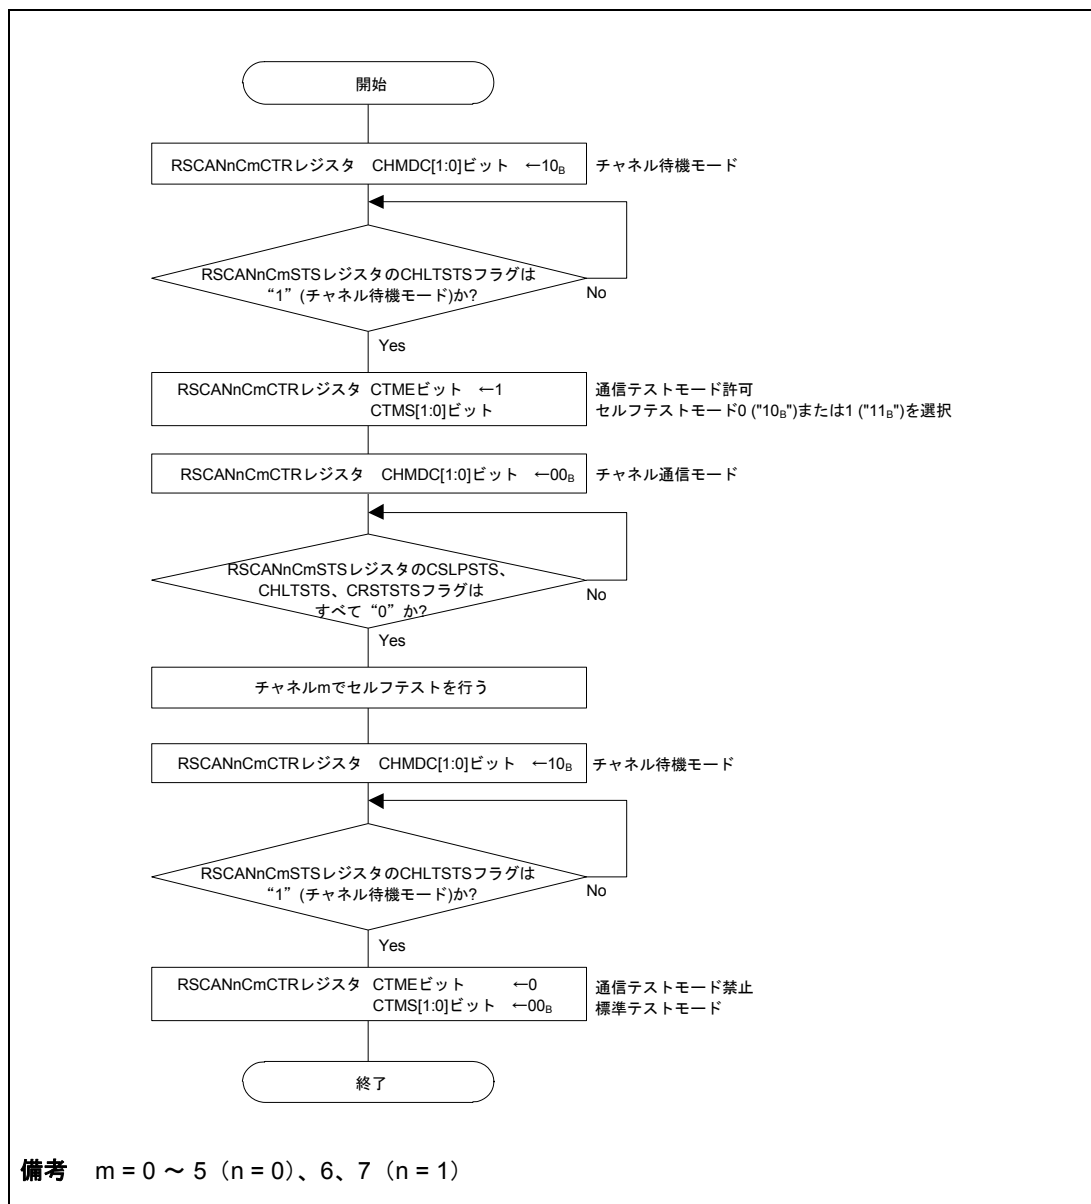 開始
RSCANnCmCTRレジスタ CHMDC[1:0]ビット ←10B チャネル待機モード
RSCANnCmSTSレジスタのCHLTSTSフラグは
“1”(チャネル待機モード)か?
No
Yes
RSCANnCmCTRレジスタ CTMEビット ←1 通信テストモード許可
CTMS[1:0]ビット セルフテストモード0 ("10B")または1 ("11B")を選択
RSCANnCmCTRレジスタ CHMDC[1:0]ビット ←00B チャネル通信モード
RSCANnCmSTSレジスタのCSLPSTS、
CHLTSTS、CRSTSTSフラグは
すべて“0”か?
No
Yes
チャネルmでセルフテストを行う
RSCANnCmCTRレジスタ CHMDC[1:0]ビット ←10B チャネル待機モード
RSCANnCmSTSレジスタのCHLTSTSフラグは
“1”(チャネル待機モード)か?
No
Yes
RSCANnCmCTRレジスタ CTMEビット ←0 通信テストモード禁止
CTMS[1:0]ビット ←00B 標準テストモード
終了
備考 m = 0 ～ 5 (n = 0)、6、7 (n = 1)